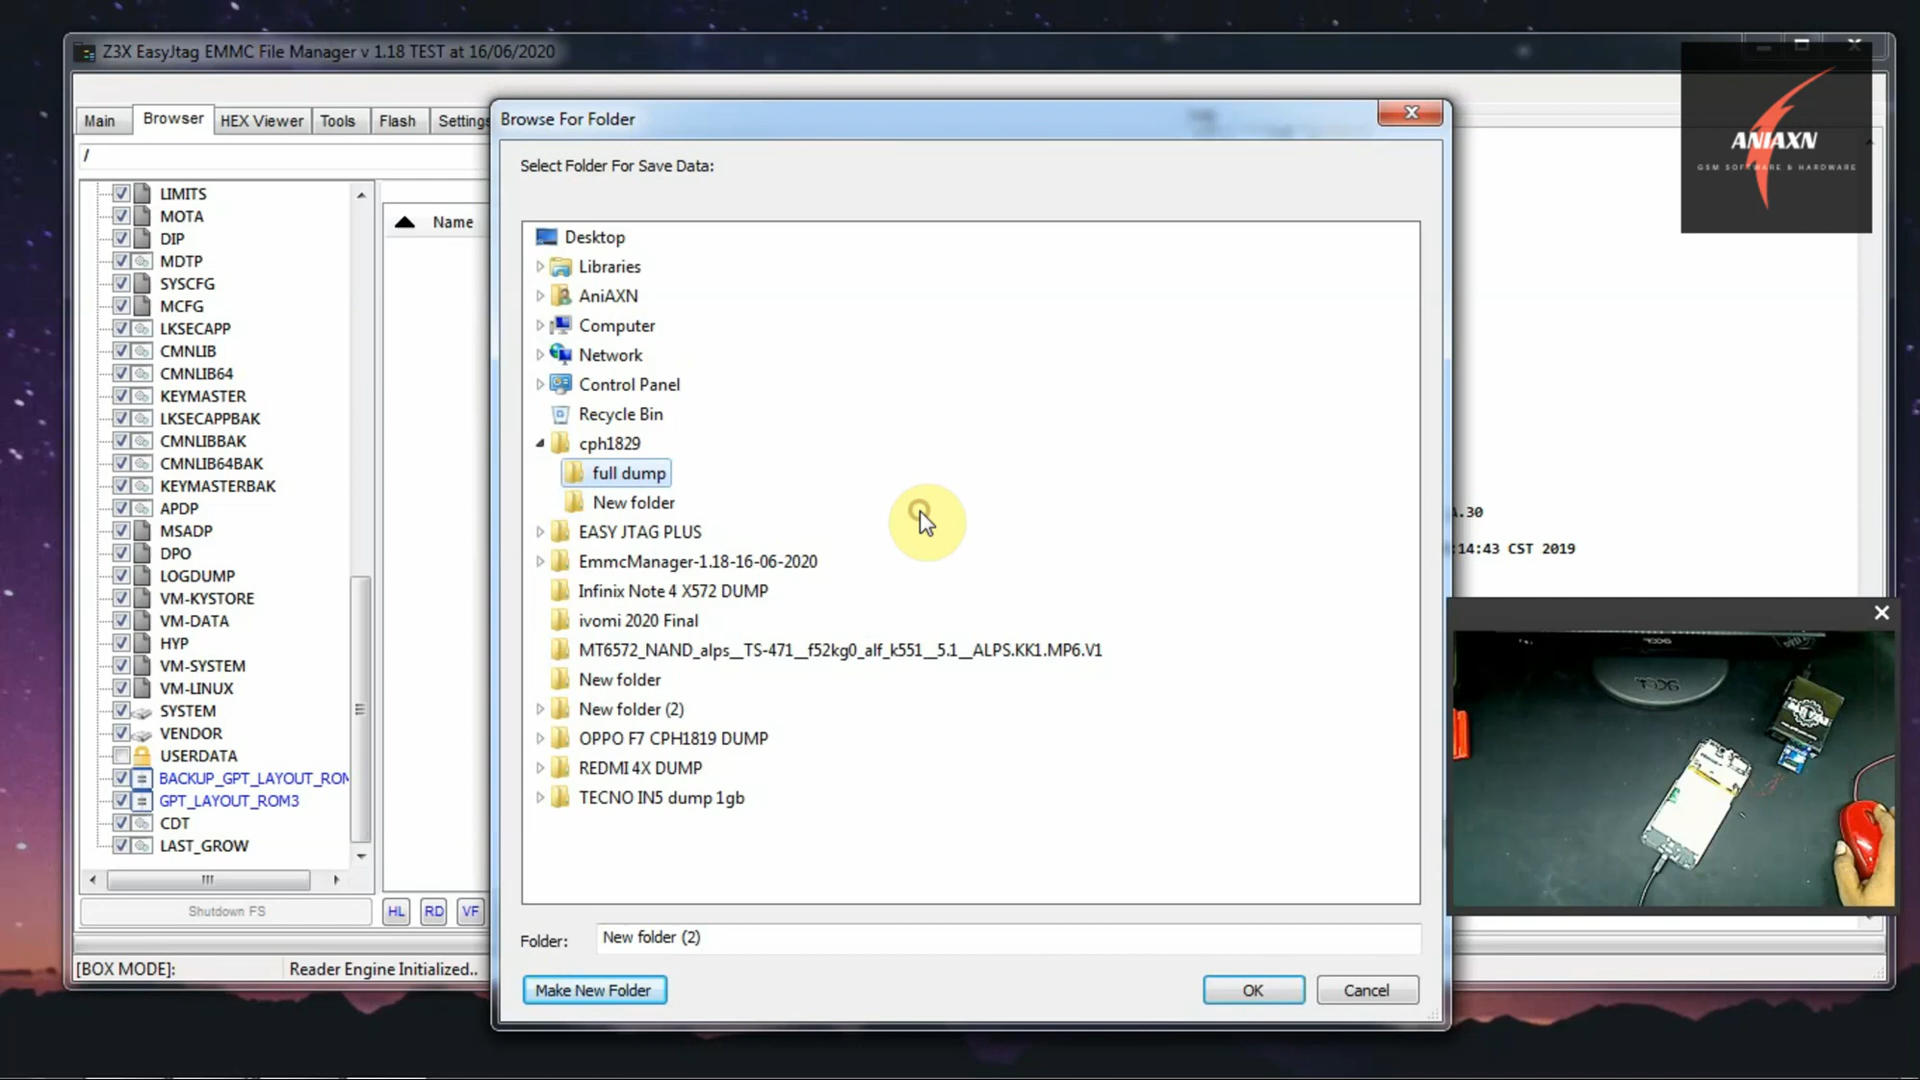 Z3X EasyJtag EMMC File Manager v 1.18 TEST at 16/06/2020
ANIAXN
GSM SOFTWARE & HARDWARE
Main
Browser
HEX Viewer
Tools
Flash
Settings
/
LIMITS
MOTA
DIP
MDTP
SYSCFG
MCFG
LKSECAPP
CMNLIB
CMNLIB64
KEYMASTER
LKSECAPPBAK
CMNLIBBAK
CMNLIB64BAK
KEYMASTERBAK
APDP
MSADP
DPO
LOGDUMP
VM-KYSTORE
VM-DATA
HYP
VM-SYSTEM
VM-LINUX
SYSTEM
VENDOR
USERDATA
BACKUP_GPT_LAYOUT_ROM
GPT_LAYOUT_ROM3
CDT
LAST_GROW
Name
Shutdown FS
HL
RD
VF
[BOX MODE]:
Reader Engine Initialized..
Browse For Folder
Select Folder For Save Data:
Desktop
Libraries
AniAXN
Computer
Network
Control Panel
Recycle Bin
cph1829
full dump
New folder
EASY JTAG PLUS
EmmcManager-1.18-16-06-2020
Infinix Note 4 X572 DUMP
ivomi 2020 Final
MT6572_NAND_alps__TS-471__f52kg0_alf_k551__5.1__ALPS.KK1.MP6.V1
New folder
New folder (2)
OPPO F7 CPH1819 DUMP
REDMI 4X DUMP
TECNO IN5 dump 1gb
Folder:
New folder (2)
Make New Folder
OK
Cancel
.30
:14:43 CST 2019
acer